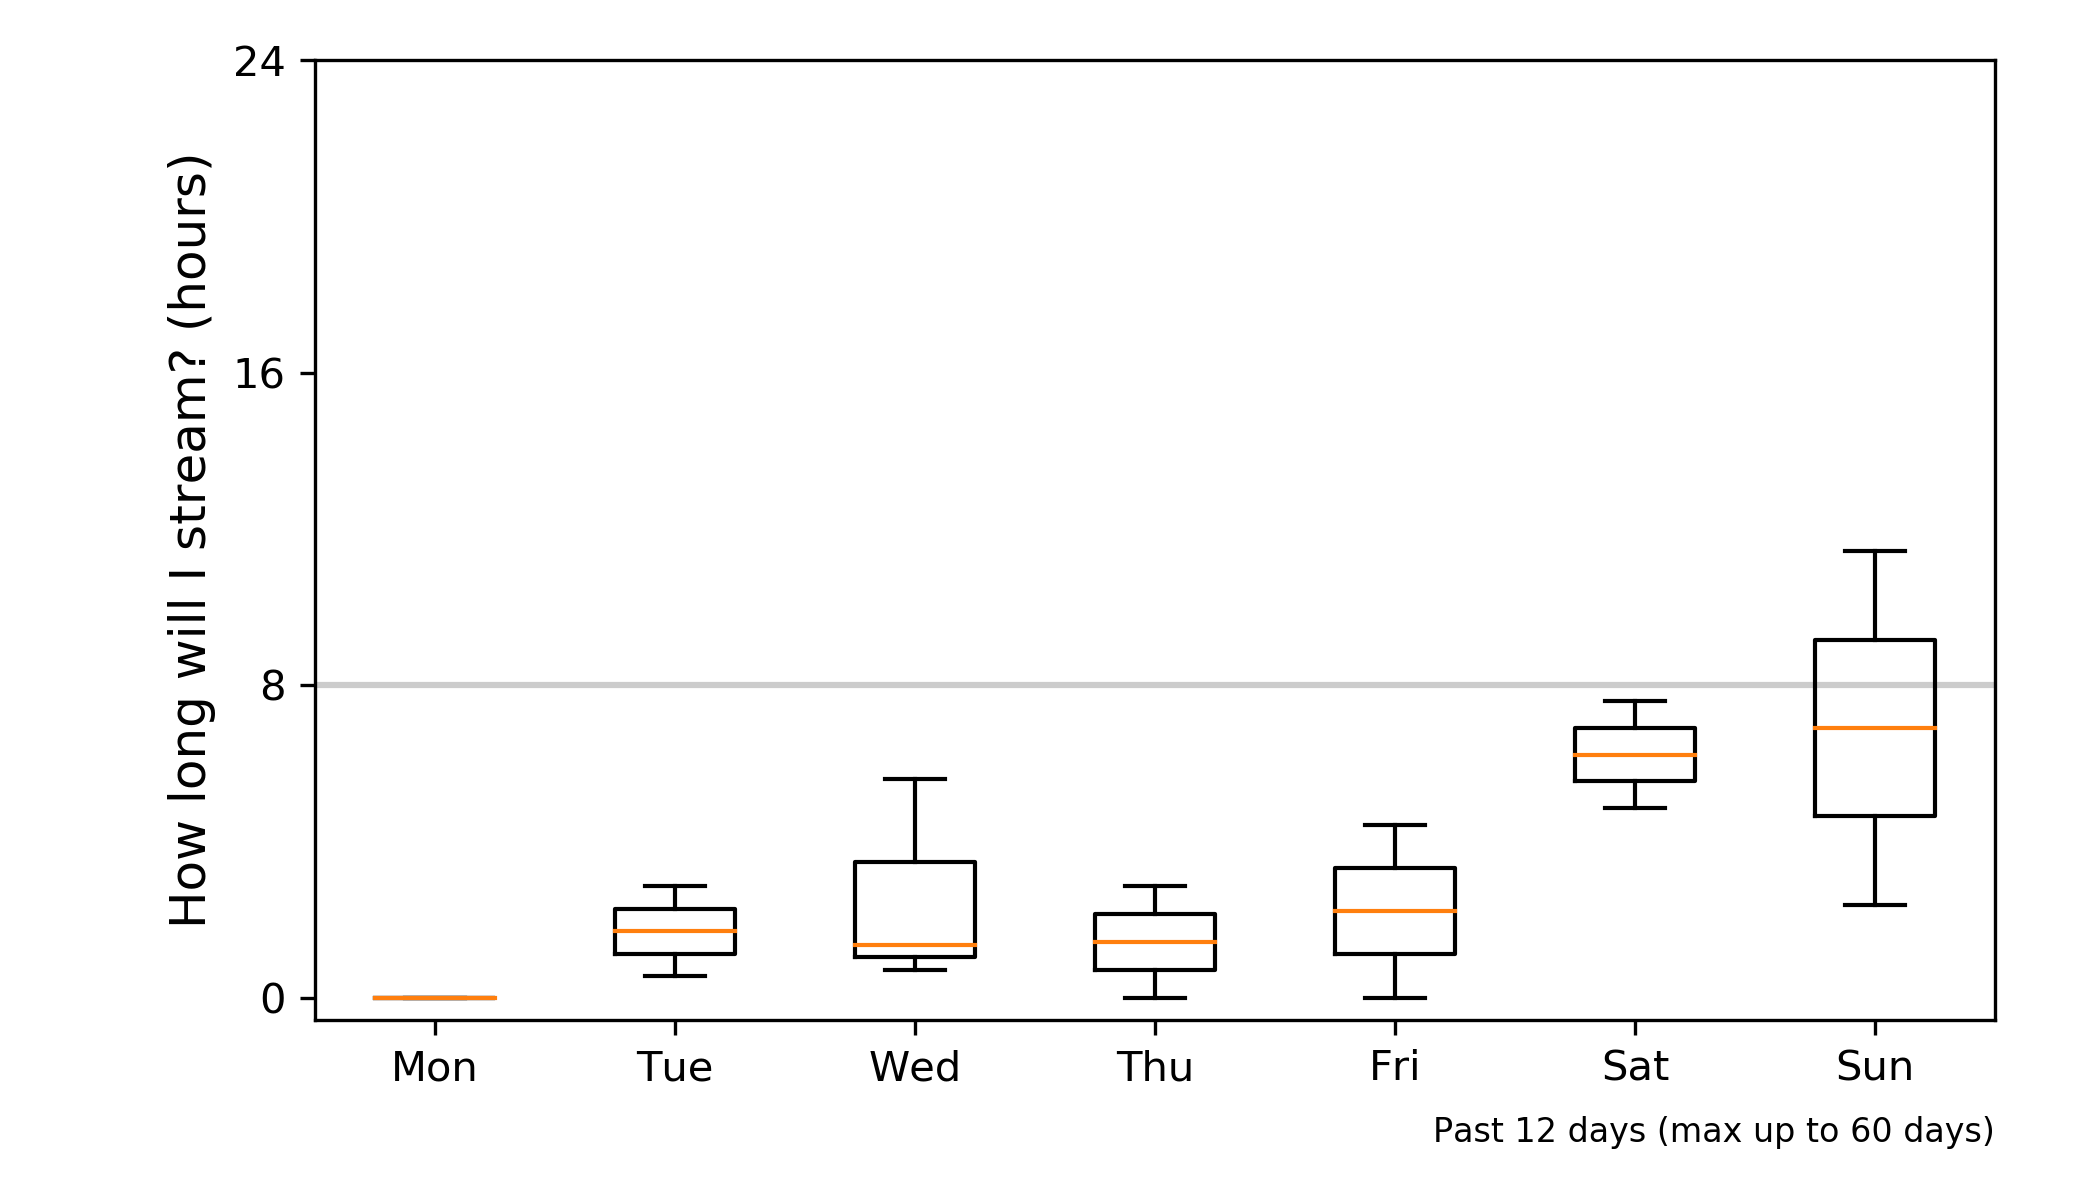 How long will I stream? (hours)
24
16
8
0
Mon Tue Wed Thu Fri Sat Sun
Past 12 days (max up to 60 days)